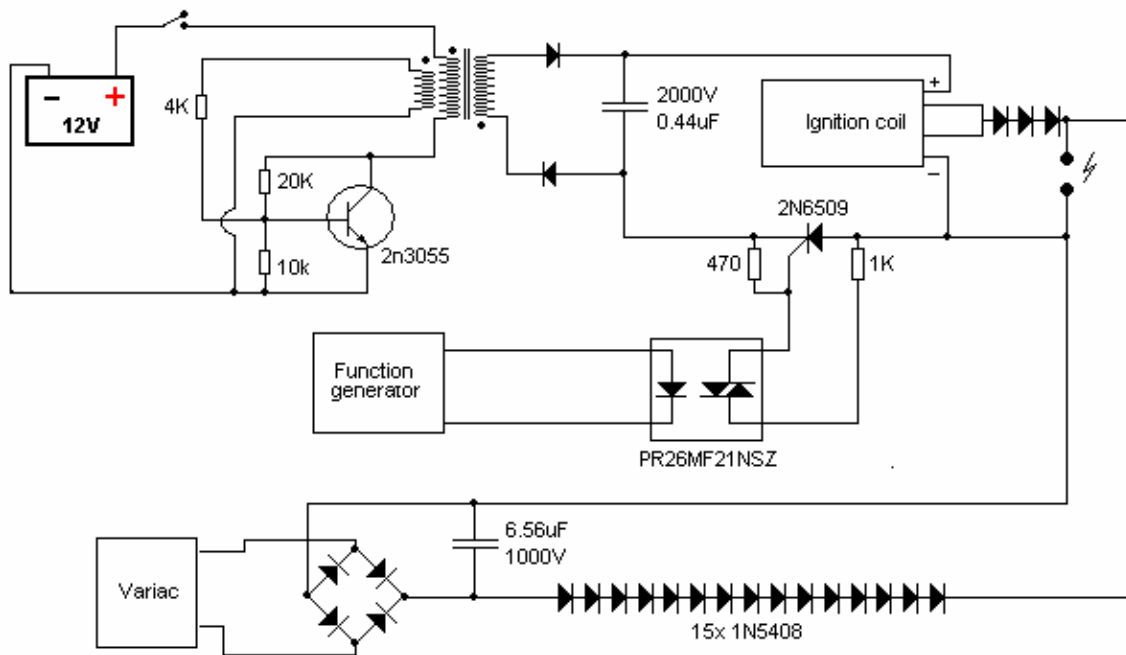 − +
12V
4K
20K
10k
2n3055
2000V
0.44uF
+
Ignition coil
−
2N6509
470
1K
Function
generator
PR26MF21NSZ
6.56uF
1000V
Variac
15x 1N5408